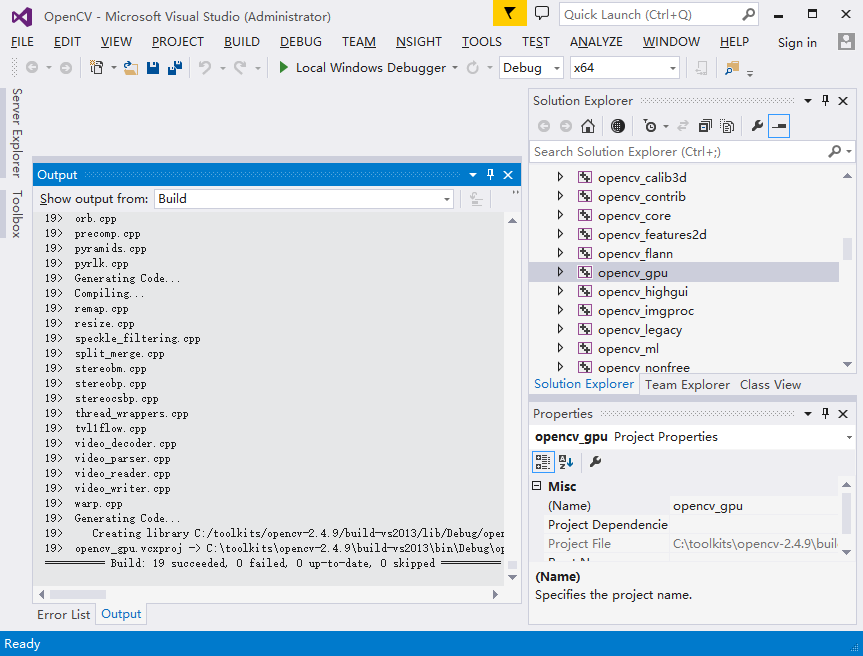 OpenCV - Microsoft Visual Studio (Administrator)
Quick Launch (Ctrl+Q)
FILE EDIT VIEW PROJECT BUILD DEBUG TEAM NSIGHT TOOLS TEST ANALYZE WINDOW HELP Sign in
Local Windows Debugger Debug x64
Server Explorer
Toolbox
Output
Show output from: Build
19> orb.cpp
19> precomp.cpp
19> pyramids.cpp
19> pyrlk.cpp
19> Generating Code...
19> Compiling...
19> remap.cpp
19> resize.cpp
19> speckle_filtering.cpp
19> split_merge.cpp
19> stereobm.cpp
19> stereobp.cpp
19> stereocsbp.cpp
19> thread_wrappers.cpp
19> tvl1flow.cpp
19> video_decoder.cpp
19> video_parser.cpp
19> video_reader.cpp
19> video_writer.cpp
19> warp.cpp
19> Generating Code...
19> Creating library C:/toolkits/opencv-2.4.9/build-vs2013/lib/Debug/open
19> opencv_gpu.vcxproj -> C:\toolkits\opencv-2.4.9\build-vs2013\bin\Debug\op
========== Build: 19 succeeded, 0 failed, 0 up-to-date, 0 skipped ==========
Error List Output
Solution Explorer
Search Solution Explorer (Ctrl+;)
opencv_calib3d
opencv_contrib
opencv_core
opencv_features2d
opencv_flann
opencv_gpu
opencv_highgui
opencv_imgproc
opencv_legacy
opencv_ml
opencv_nonfree
Solution Explorer Team Explorer Class View
Properties
opencv_gpu Project Properties
Misc
(Name) opencv_gpu
Project Dependencie
Project File C:\toolkits\opencv-2.4.9\buil
(Name)
Specifies the project name.
Ready